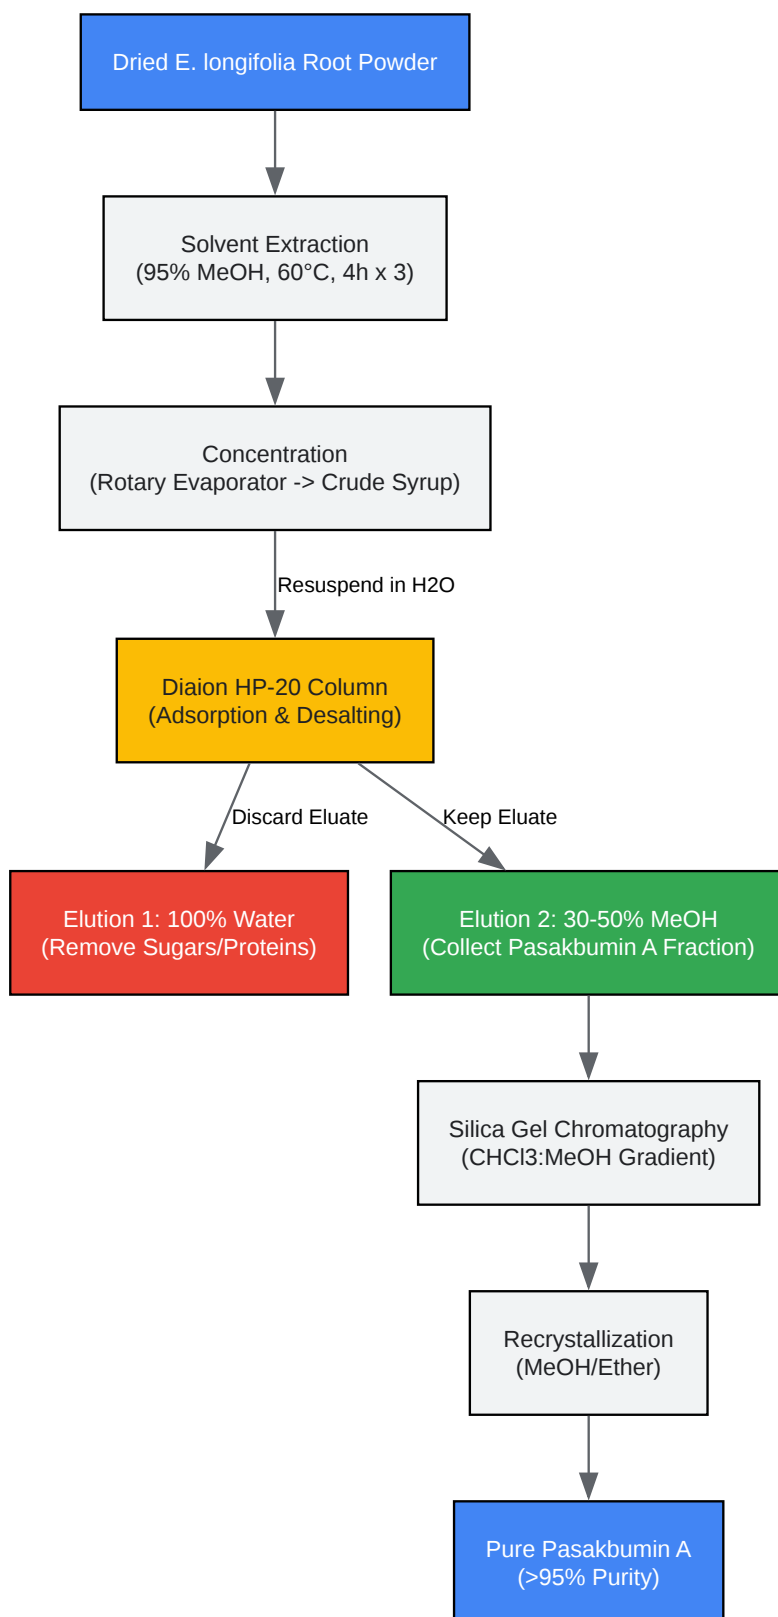 Dried E. longifolia Root Powder
Solvent Extraction
(95% MeOH, 60°C, 4h x 3)
Concentration
(Rotary Evaporator -> Crude Syrup)
Resuspend in H2O
Diaion HP-20 Column
(Adsorption & Desalting)
Discard Eluate
Keep Eluate
Elution 1: 100% Water
(Remove Sugars/Proteins)
Elution 2: 30-50% MeOH
(Collect Pasakbumin A Fraction)
Silica Gel Chromatography
(CHCl3:MeOH Gradient)
Recrystallization
(MeOH/Ether)
Pure Pasakbumin A
(>95% Purity)